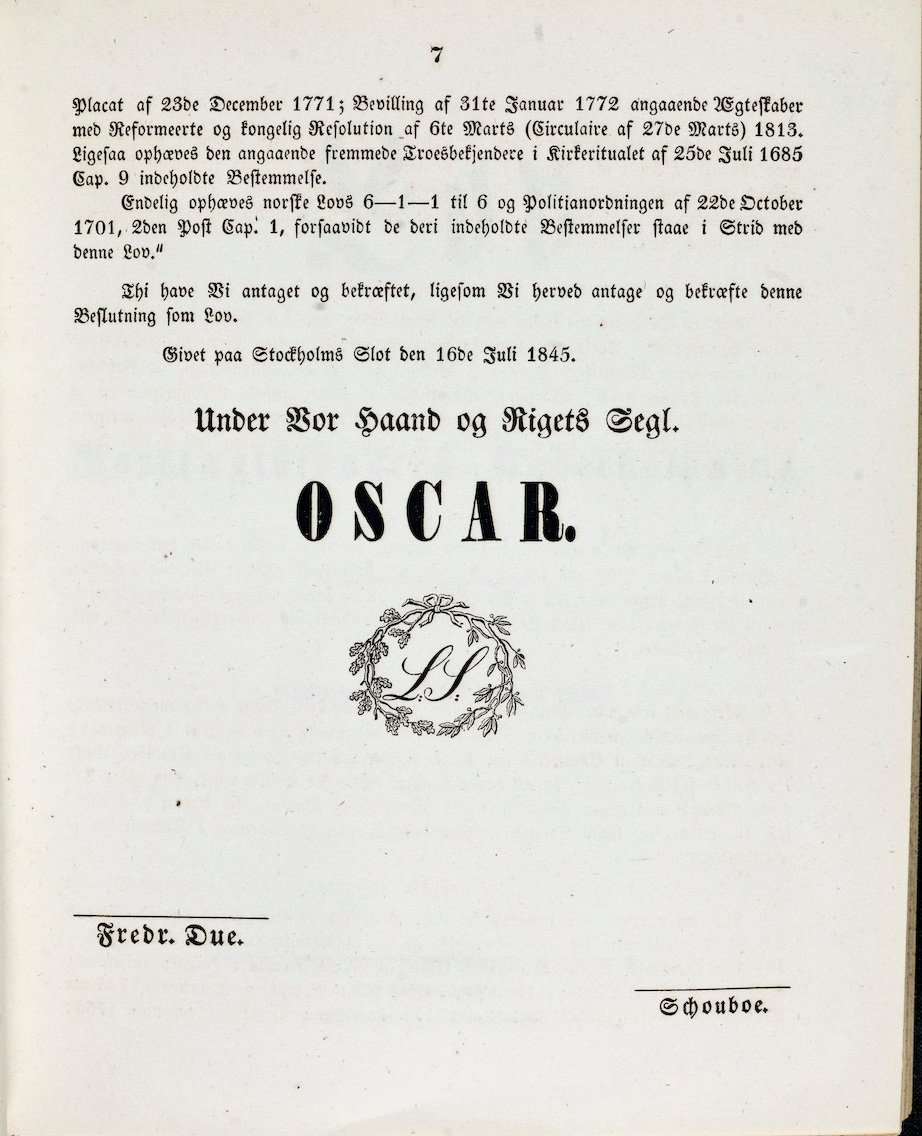 7
Placat af 23de December 1771; Bevilling af 31te Januar 1772 angaaende Ægteskaber
med Reformeerte og kongelig Resolution af 6te Marts (Circulaire af 27de Marts) 1813.
Ligesaa ophæves den angaaende fremmede Troesbekjendere i Kirkeritualet af 25de Juli 1685
Cap. 9 indeholdte Bestemmelse.
Endelig ophæves norske Lovs 6—1—1 til 6 og Politianordningen af 22de October
1701, 2den Post Cap. 1, forsaavidt de deri indeholdte Bestemmelser staae i Strid med
denne Lov.“
Thi have Vi antaget og bekræftet, ligesom Vi herved antage og bekræfte denne
Beslutning som Lov.
Givet paa Stockholms Slot den 16de Juli 1845.
Under Vor Haand og Rigets Segl.
OSCAR.
L: S:
Fredr. Due.
Schouboe.